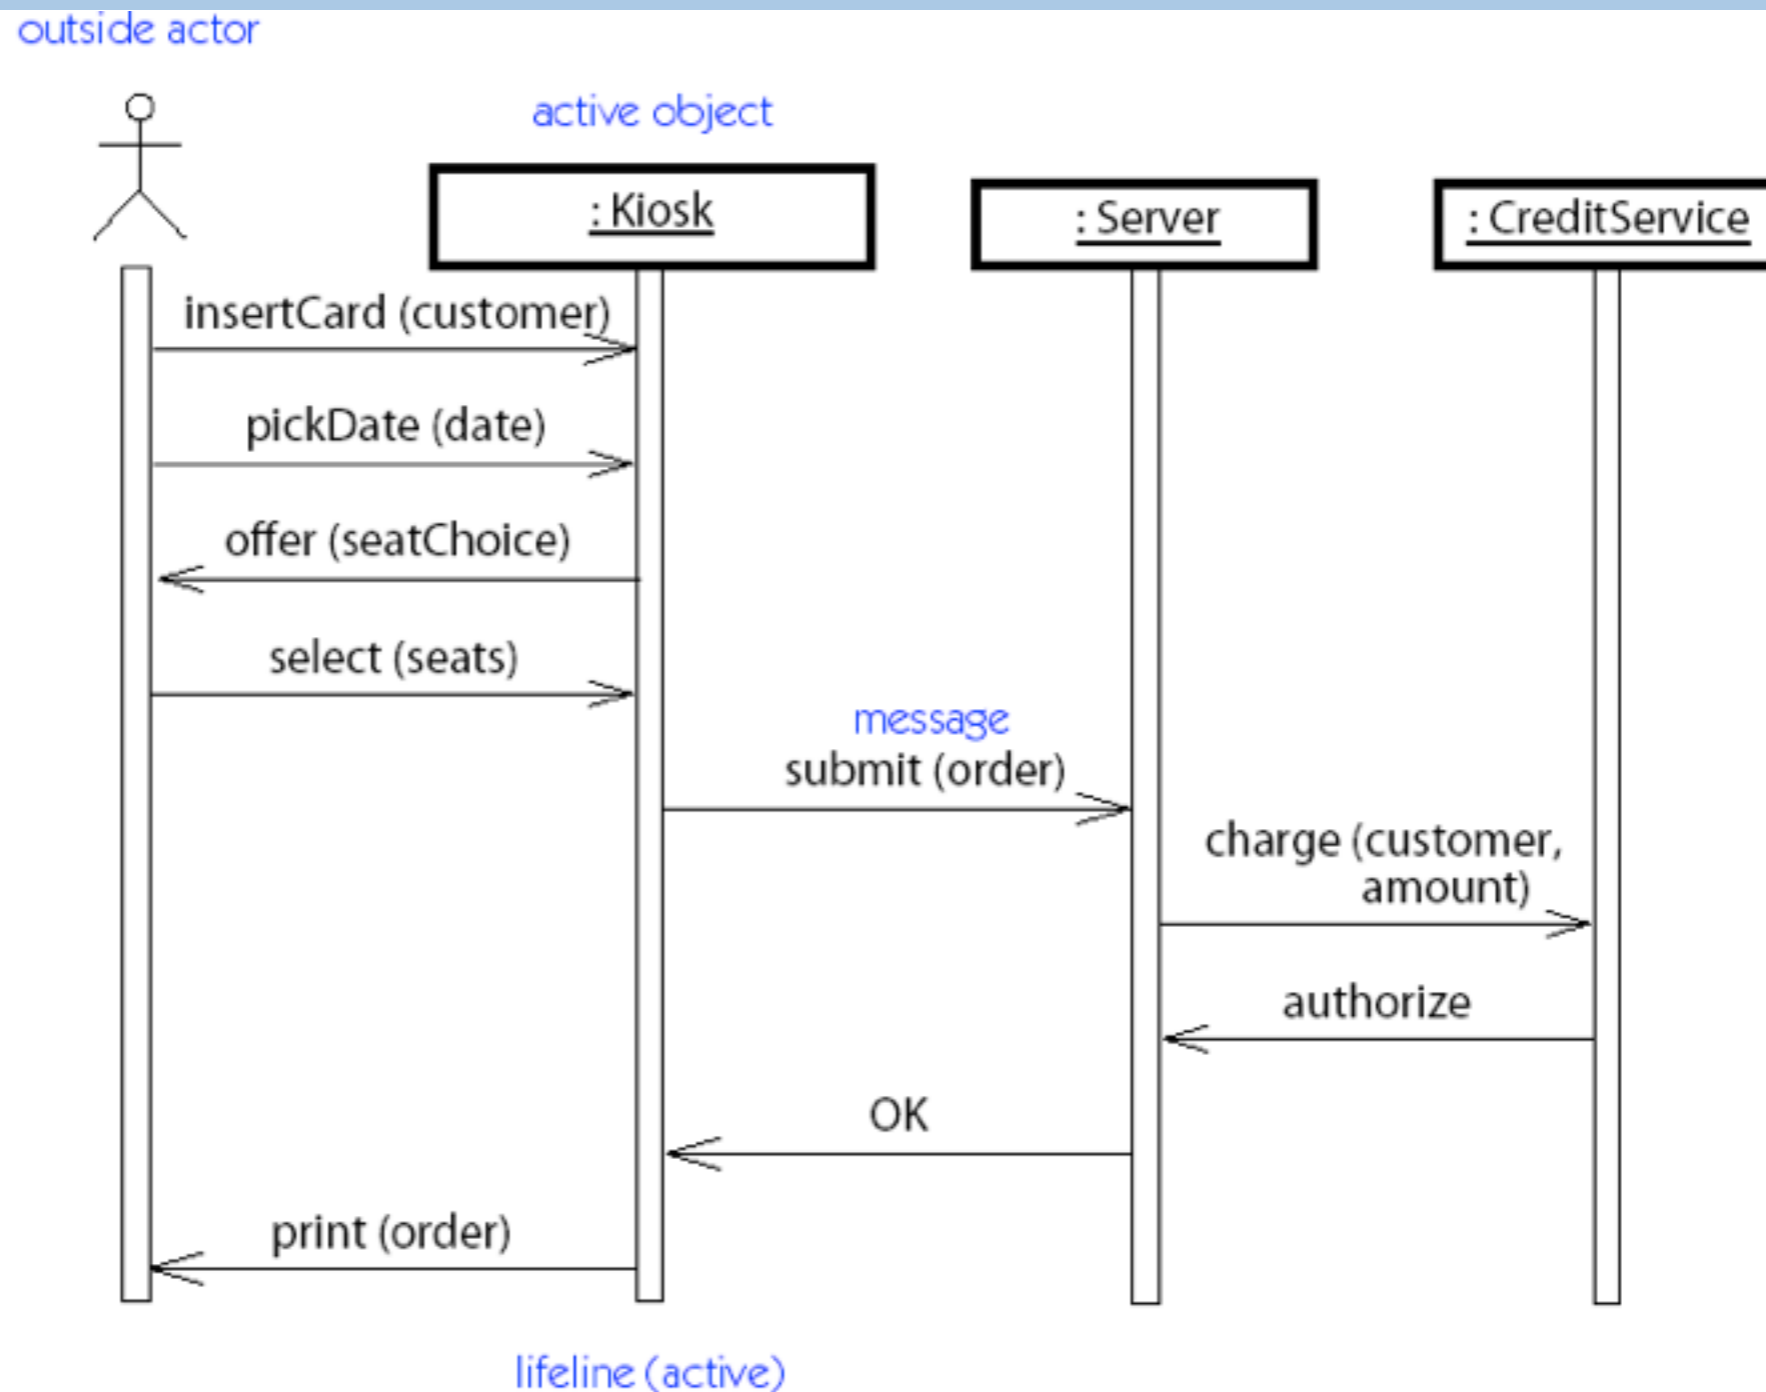 outside actor
active object
: Kiosk
: Server
: CreditService
insertCard (customer)
pickDate (date)
offer (seatChoice)
select (seats)
message
submit (order)
charge (customer,
amount)
authorize
OK
print (order)
lifeline (active)